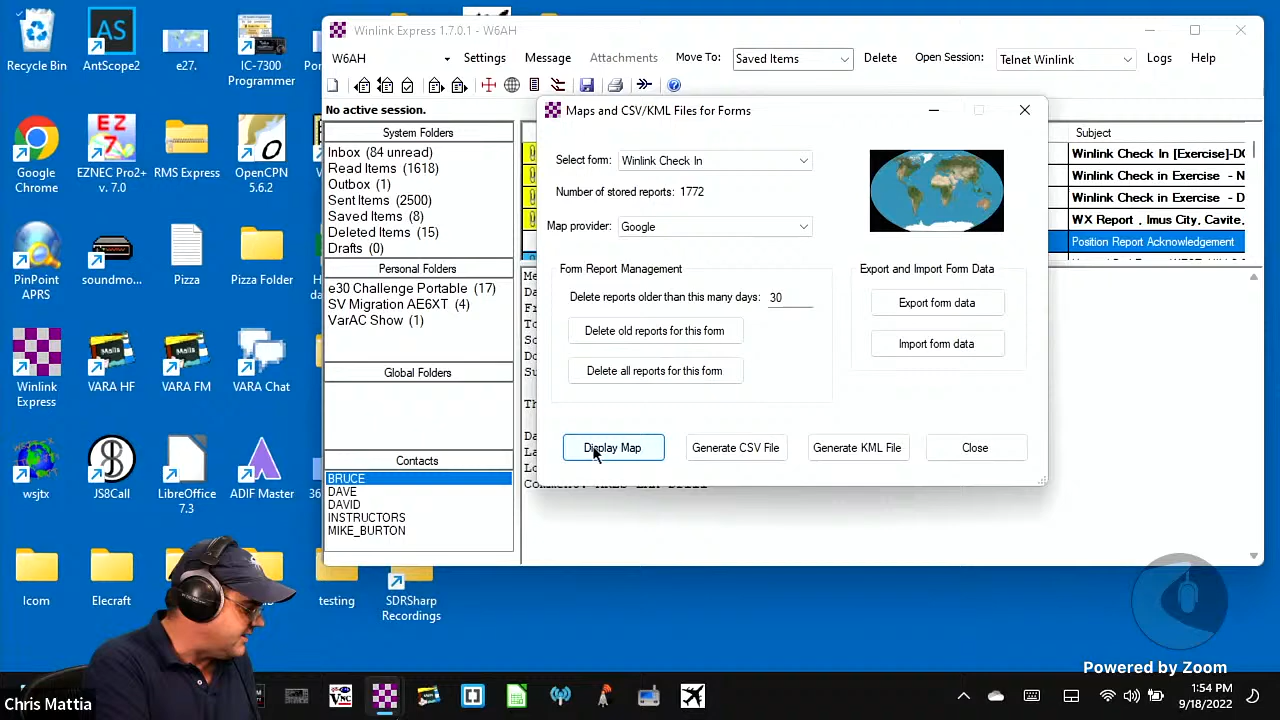 Recycle Bin
AntScope2
e27.
IC-7300
Programmer
Google
Chrome
EZNEC Pro2+
v. 7.0
RMS Express
OpenCPN
5.6.2
PinPoint
APRS
soundmo...
Pizza
Pizza Folder
Winlink
Express
VARA HF
VARA FM
VARA Chat
wsjtx
JS8Call
LibreOffice
7.3
ADIF Master
Icom
Elecraft
testing
SDRSharp
Recordings
Winlink Express 1.7.0.1 - W6AH
W6AH
Settings
Message
Attachments
Move To:
Saved Items
Delete
Open Session:
Telnet Winlink
Logs
Help
No active session.
System Folders
Inbox (84 unread)
Read Items (1618)
Outbox (1)
Sent Items (2500)
Saved Items (8)
Deleted Items (15)
Drafts (0)
Personal Folders
e30 Challenge Portable (17)
SV Migration AE6XT (4)
VarAC Show (1)
Global Folders
Contacts
BRUCE
DAVE
DAVID
INSTRUCTORS
MIKE_BURTON
Subject
Winlink Check In [Exercise]-DC
Winlink Check in Exercise - N
Winlink Check in Exercise - D
WX Report , Imus City, Cavite,
Position Report Acknowledgement
Maps and CSV/KML Files for Forms
Select form:
Winlink Check In
Number of stored reports: 1772
Map provider:
Google
Form Report Management
Delete reports older than this many days:
30
Delete old reports for this form
Delete all reports for this form
Export and Import Form Data
Export form data
Import form data
Display Map
Generate CSV File
Generate KML File
Close
Powered by Zoom
Chris Mattia
1:54 PM
9/18/2022